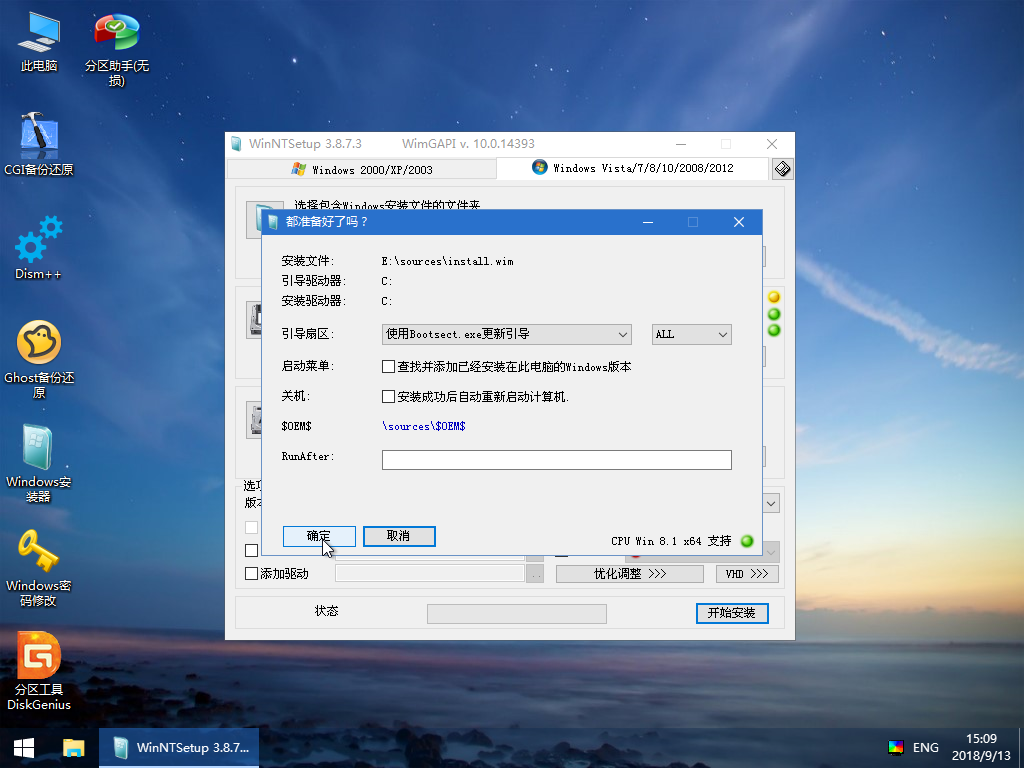 此电脑
分区助手(无
损)
CGI备份还原
Dism++
Ghost备份还
原
Windows安
装器
Windows密
码修改
分区工具
DiskGenius
WinNTSetup 3.8.7.3
WimGAPI v. 10.0.14393
Windows 2000/XP/2003
Windows Vista/7/8/10/2008/2012
选择包含Windows安装文件的文件夹
都准备好了吗？
安装文件: E:\sources\install.wim
引导驱动器: C:
安装驱动器: C:
引导扇区: 使用Bootsect.exe更新引导 ALL
启动菜单: 查找并添加已经安装在此电脑的Windows版本
关机: 安装成功后自动重新启动计算机.
$OEM$ \sources\$OEM$
RunAfter:
确定 取消
CPU Win 8.1 x64 支持
添加驱动 .. 优化调整 >>> VHD >>>
状态 开始安装
WinNTSetup 3.8.7...
ENG
15:09
2018/9/13